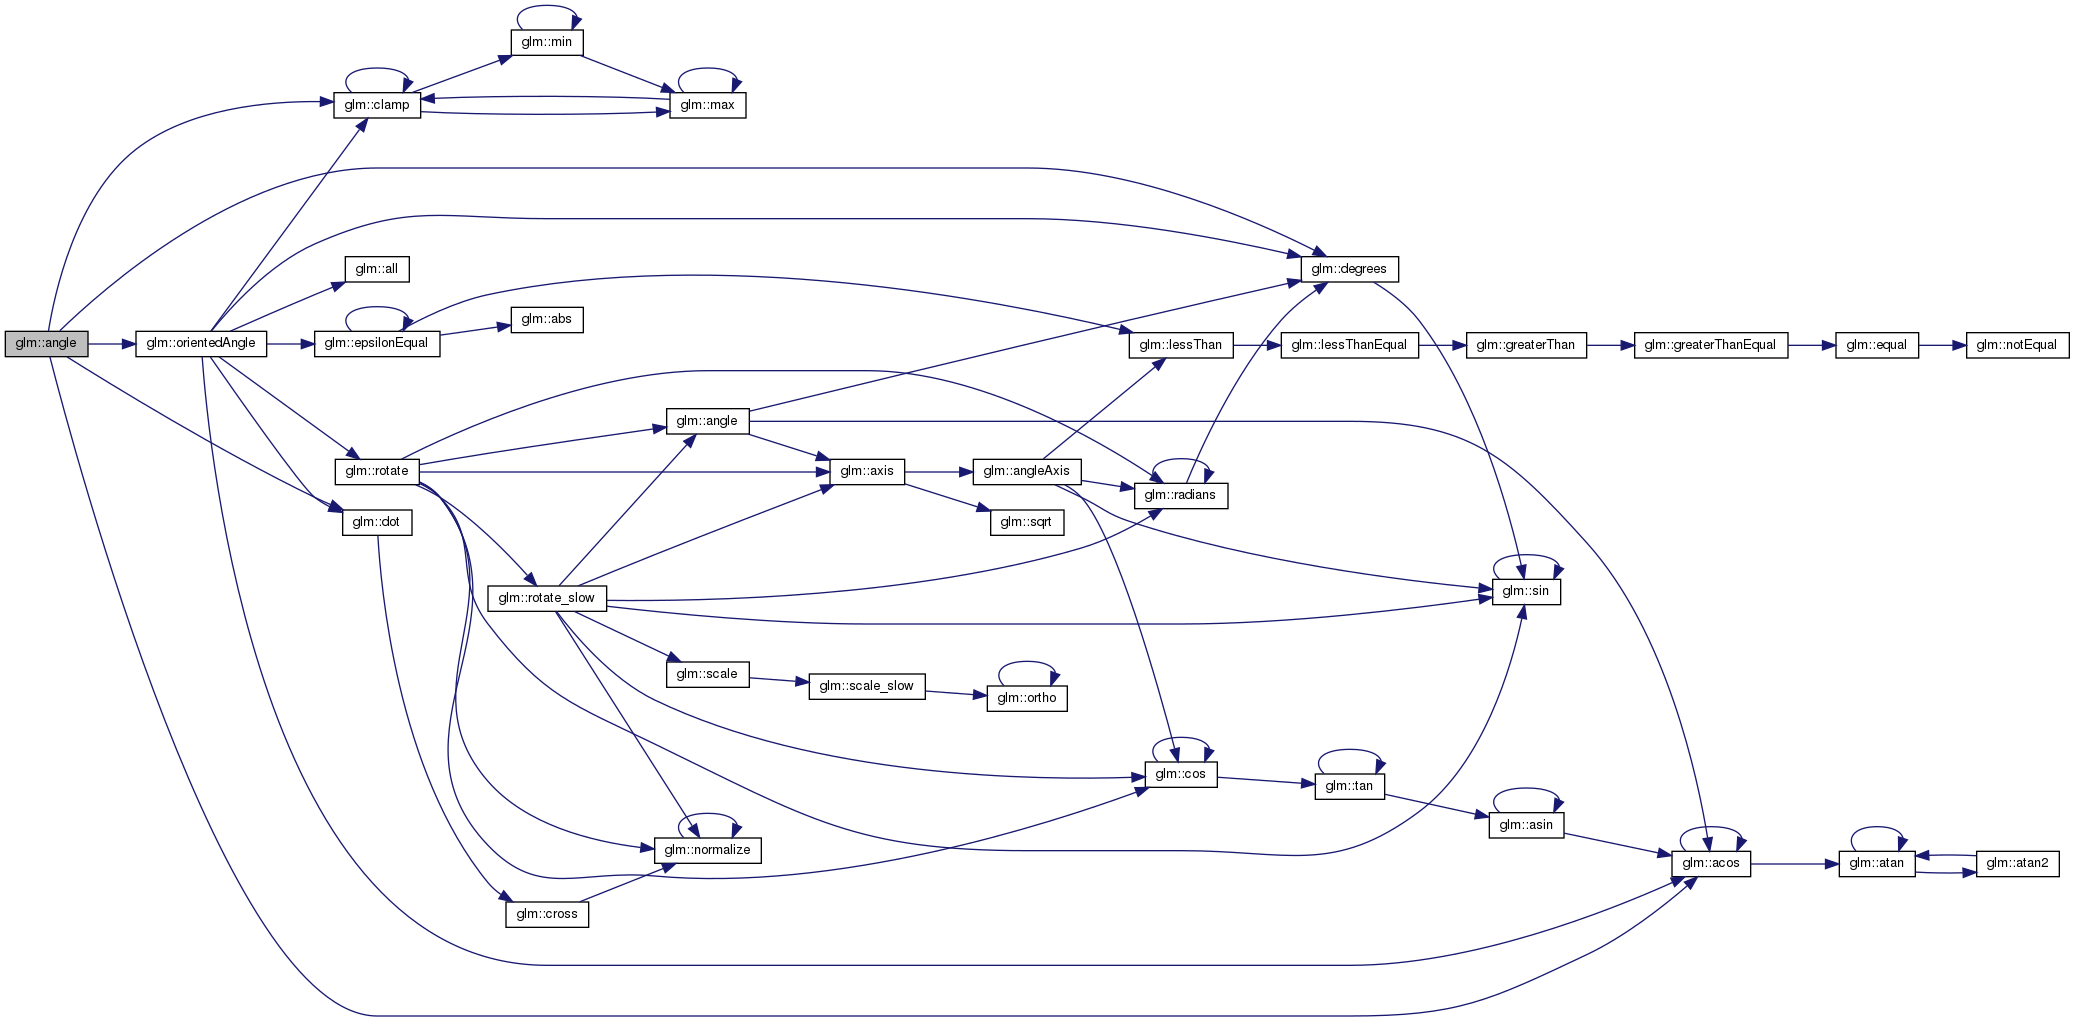 glm::min
glm::clamp
glm::max
glm::all
glm::degrees
glm::abs
glm::angle
glm::orientedAngle
glm::epsilonEqual
glm::lessThan
glm::lessThanEqual
glm::greaterThan
glm::greaterThanEqual
glm::equal
glm::notEqual
glm::angle
glm::rotate
glm::axis
glm::angleAxis
glm::radians
glm::dot
glm::sqrt
glm::rotate_slow
glm::sin
glm::scale
glm::scale_slow
glm::ortho
glm::cos
glm::tan
glm::asin
glm::normalize
glm::acos
glm::atan
glm::atan2
glm::cross